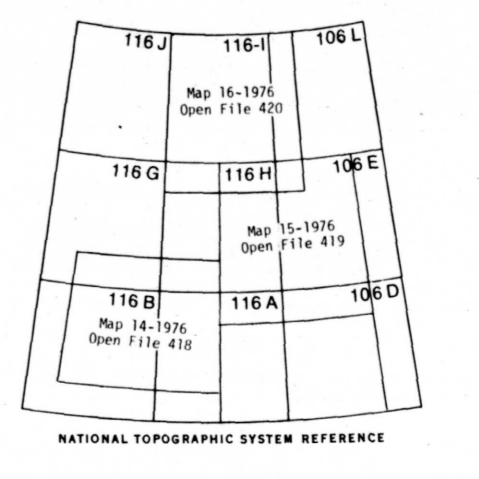 116 J 116-I 106 L
Map 16-1976
Open File 420
116 G 116 H 106 E
Map 15-1976
Open File 419
116 B 116 A 106 D
Map 14-1976
Open File 418
NATIONAL TOPOGRAPHIC SYSTEM REFERENCE